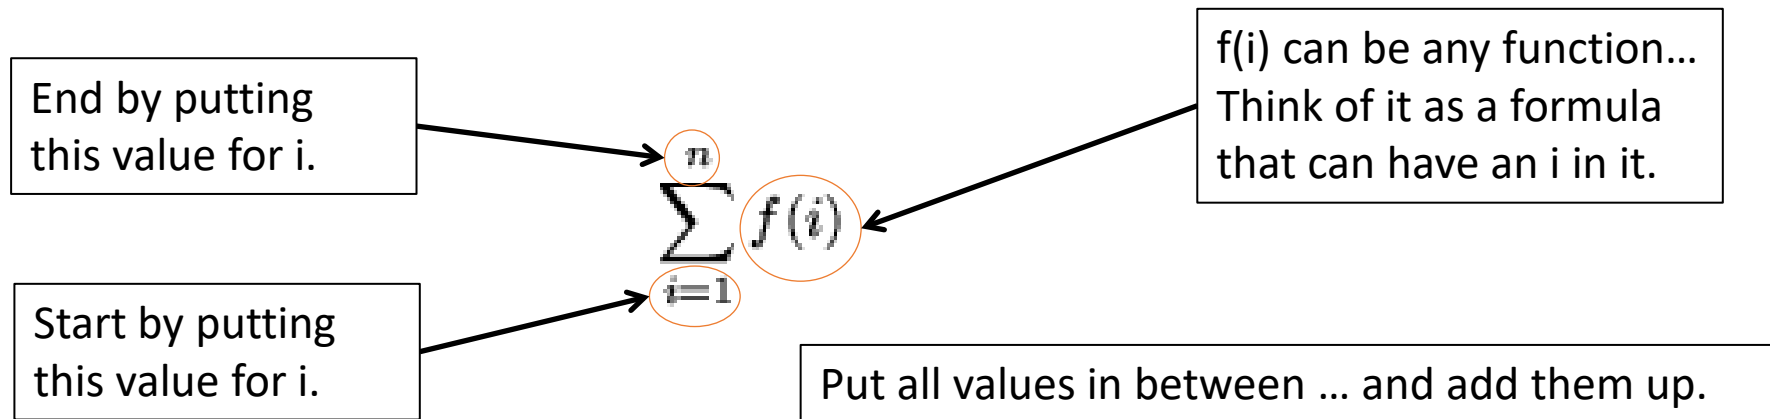 f(i) can be any function…
Think of it as a formula
that can have an i in it.
End by putting
this value for i.
n
∑ f(i)
i=1
Start by putting
this value for i.
Put all values in between … and add them up.